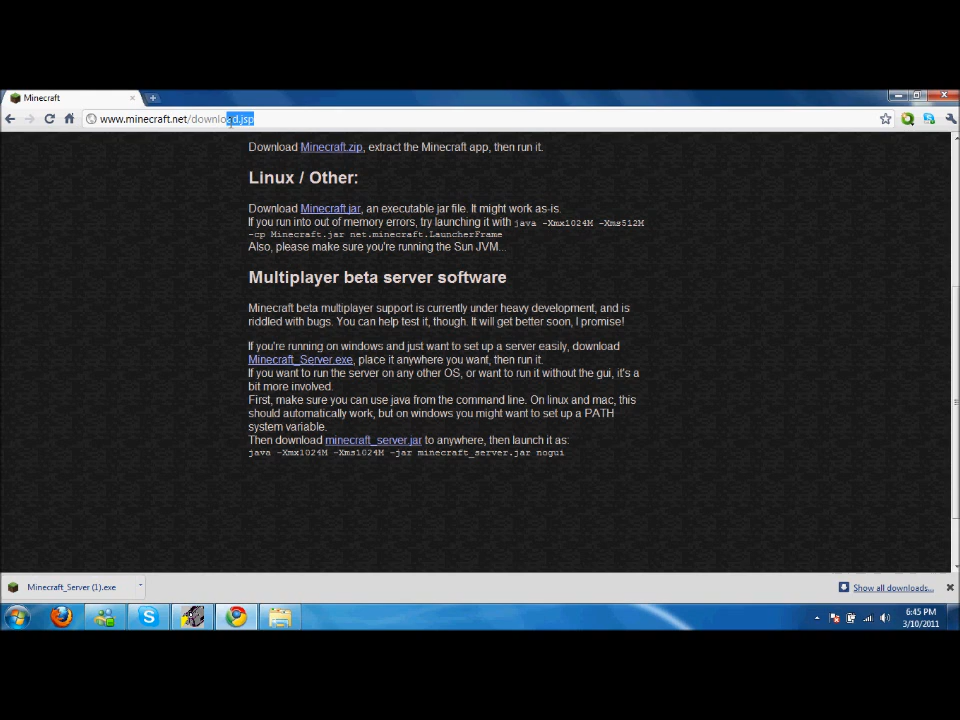 Minecraft
www.minecraft.net/download.jsp
Download Minecraft.zip, extract the Minecraft app, then run it.
Linux / Other:
Download Minecraft.jar, an executable jar file. It might work as-is.
If you run into out of memory errors, try launching it with java -Xmx1024M -Xms512M
-cp Minecraft.jar net.minecraft.LauncherFrame
Also, please make sure you're running the Sun JVM...
Multiplayer beta server software
Minecraft beta multiplayer support is currently under heavy development, and is
riddled with bugs. You can help test it, though. It will get better soon, I promise!
If you're running on windows and just want to set up a server easily, download
Minecraft_Server.exe, place it anywhere you want, then run it.
If you want to run the server on any other OS, or want to run it without the gui, it's a
bit more involved.
First, make sure you can use java from the command line. On linux and mac, this
should automatically work, but on windows you might want to set up a PATH
system variable.
Then download minecraft_server.jar to anywhere, then launch it as:
java -Xmx1024M -Xms1024M -jar minecraft_server.jar nogui
Minecraft_Server (1).exe
Show all downloads...
6:45 PM
3/10/2011